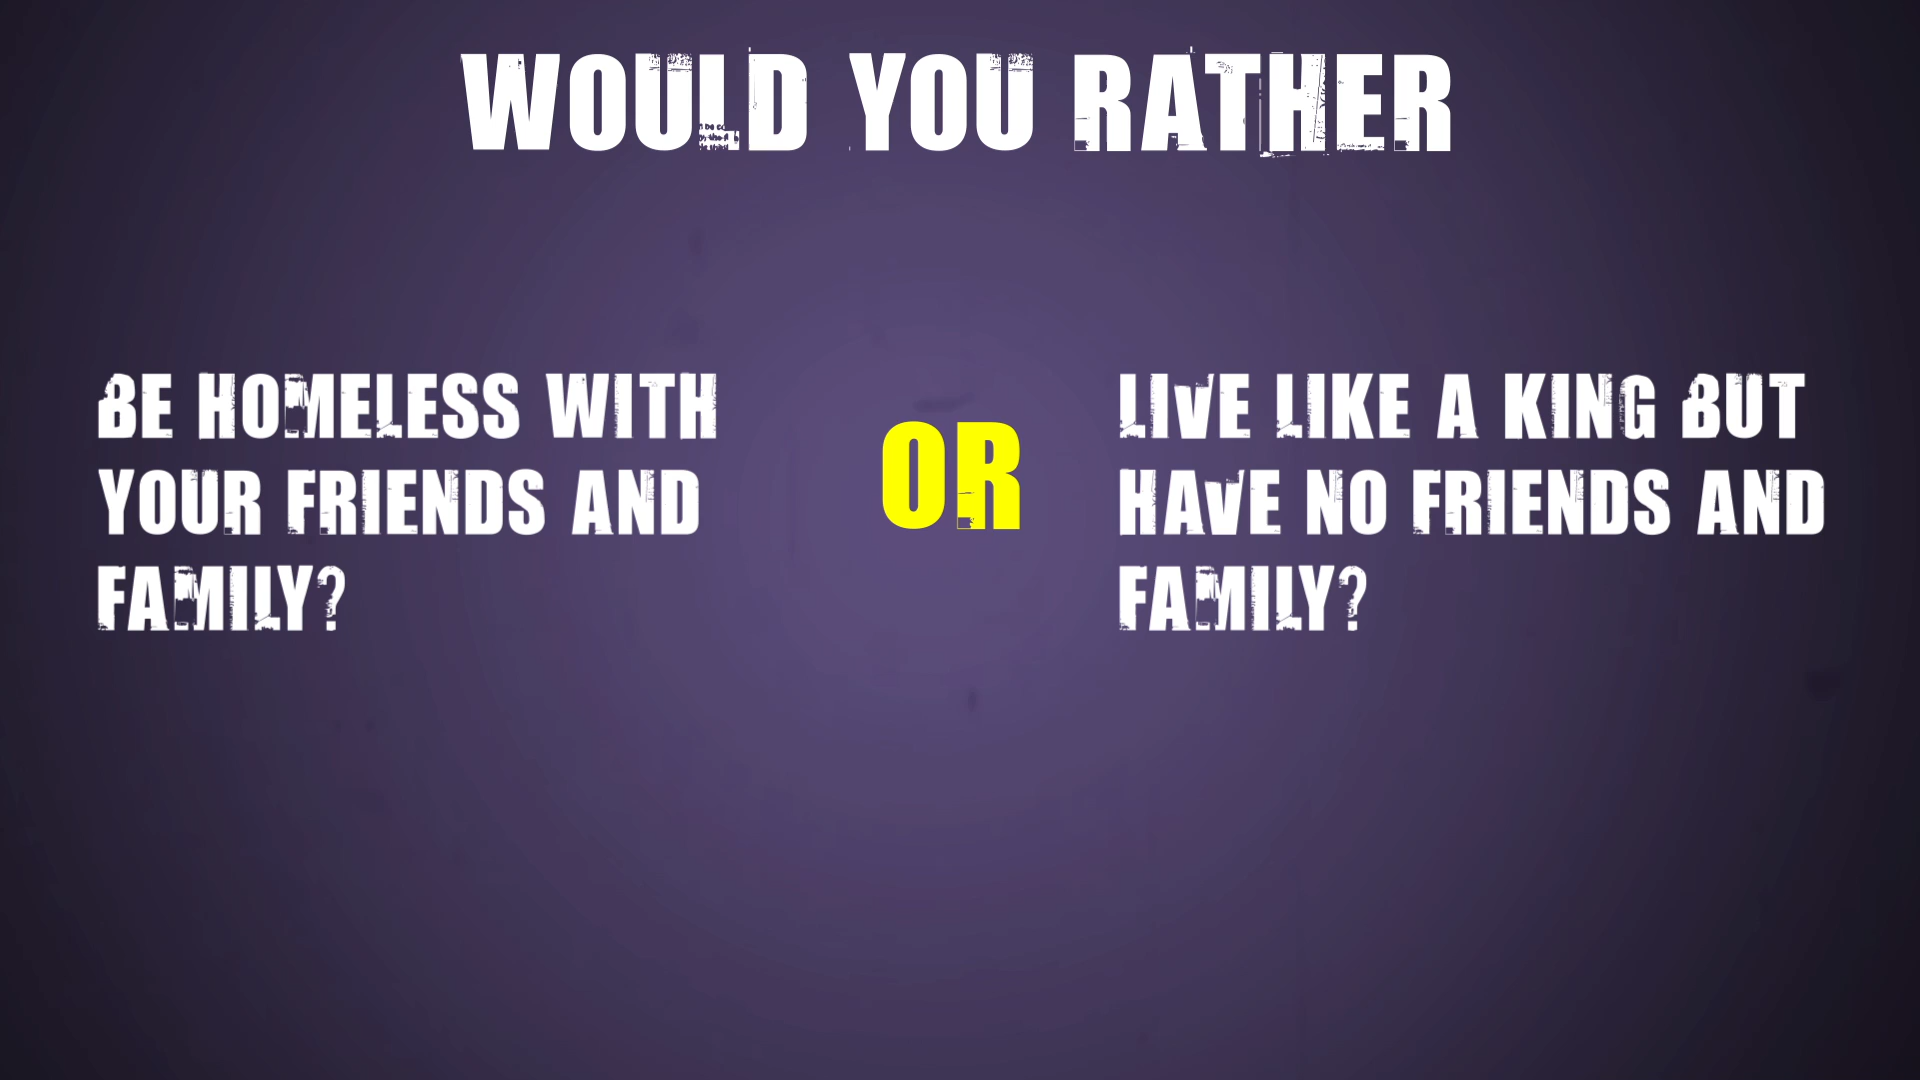 WOULD YOU RATHER
BE HOMELESS WITH
YOUR FRIENDS AND
FAMILY?
OR
LIVE LIKE A KING BUT
HAVE NO FRIENDS AND
FAMILY?